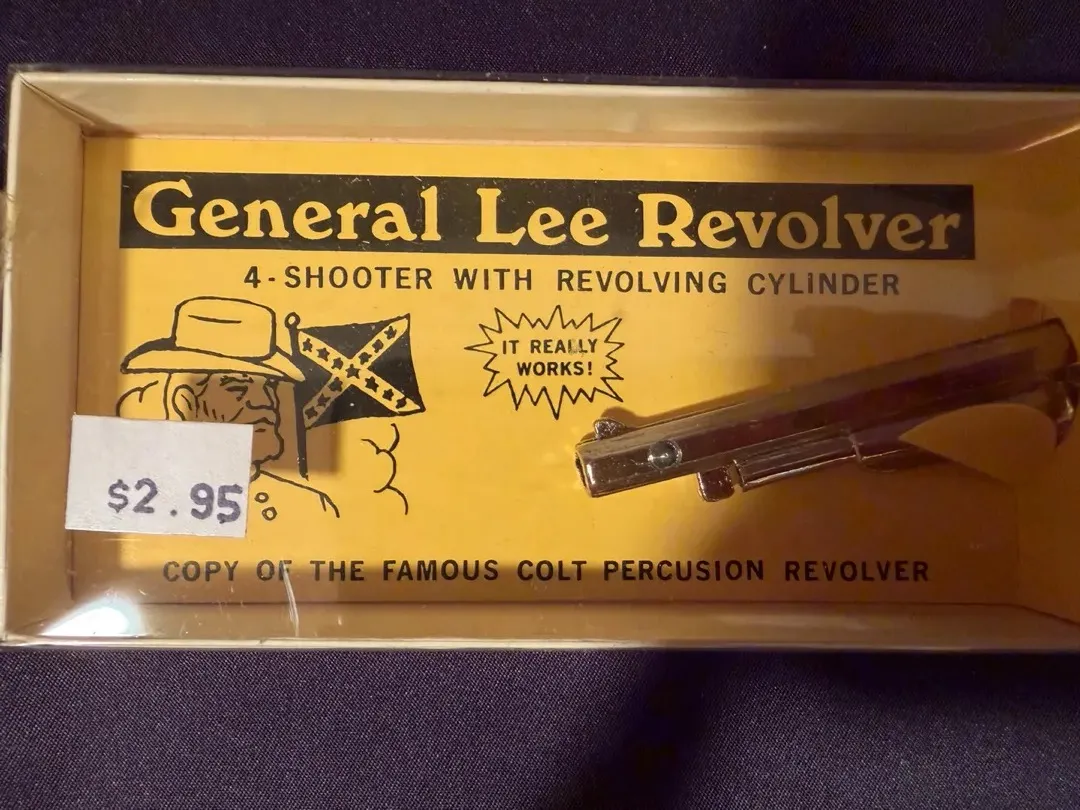 General Lee Revolver
4-SHOOTER WITH REVOLVING CYLINDER
IT REALLY
WORKS!
$2.95
COPY OF THE FAMOUS COLT PERCUSION REVOLVER